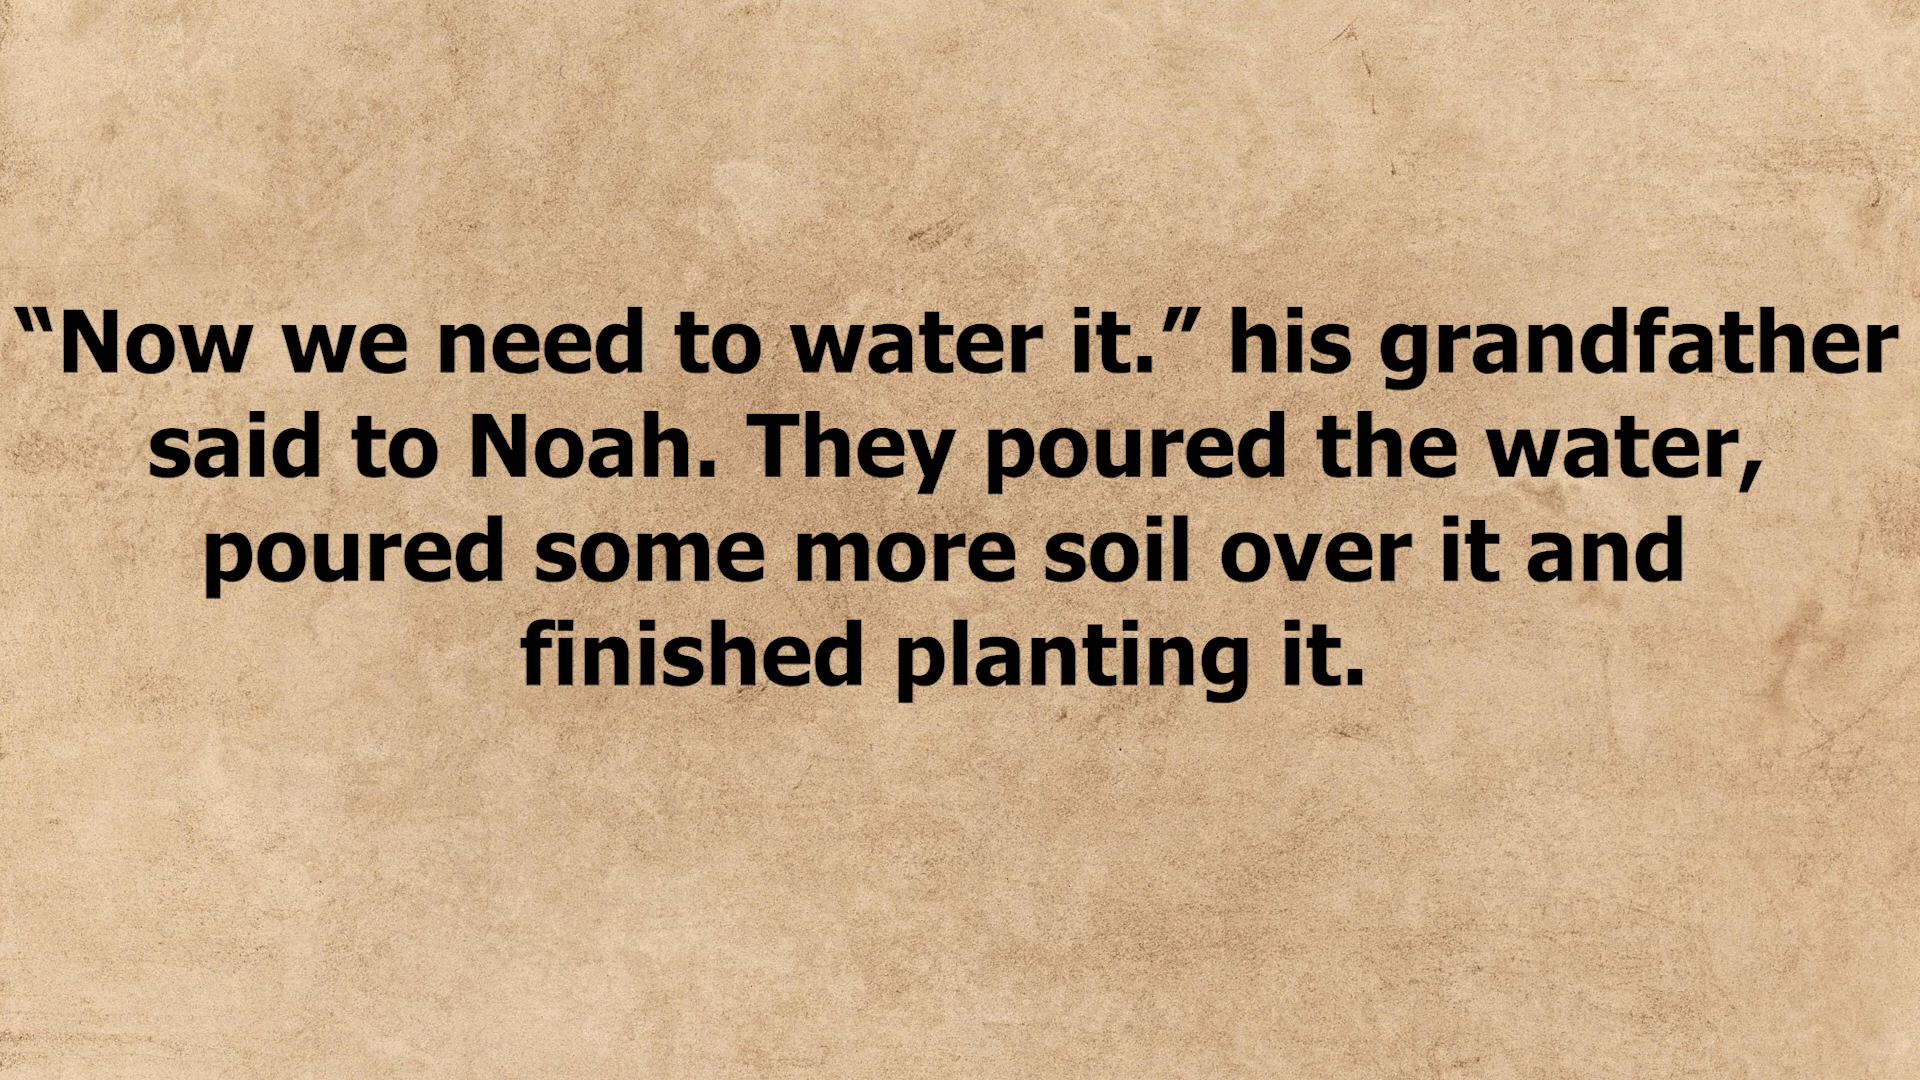 “Now we need to water it.” his grandfather
said to Noah. They poured the water,
poured some more soil over it and
finished planting it.